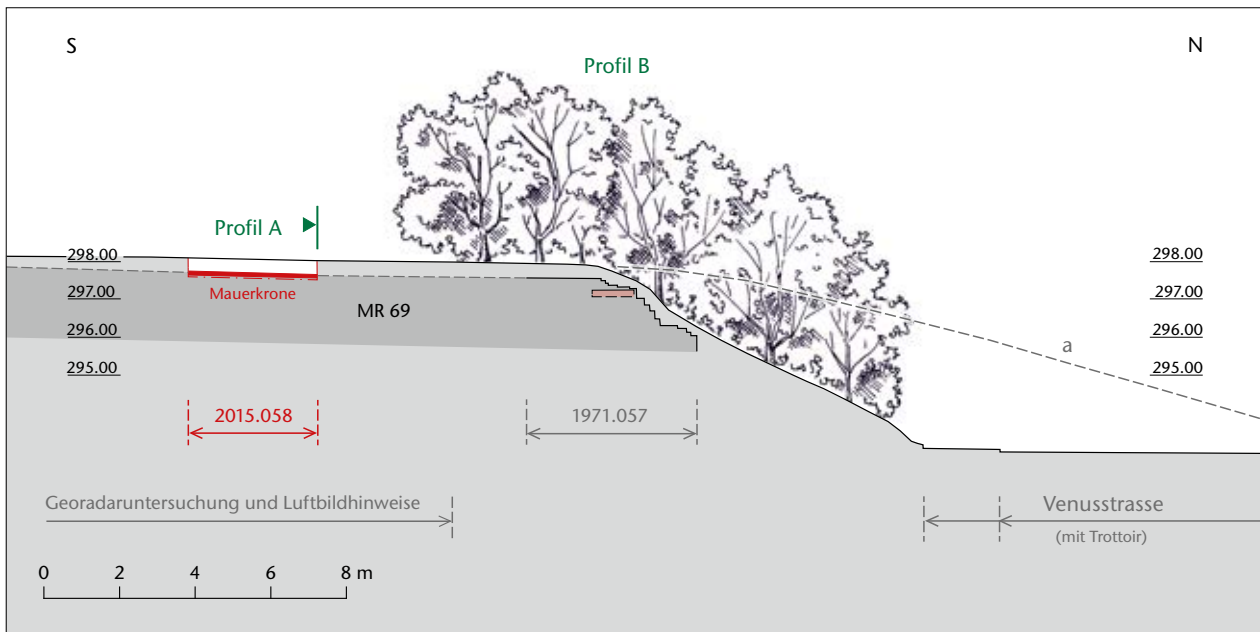 S
N
Profil B
Profil A
298.00
298.00
Mauerkrone
297.00
297.00
MR 69
296.00
296.00
a
295.00
295.00
2015.058
1971.057
Georadaruntersuchung und Luftbildhinweise
Venusstrasse
(mit Trottoir)
0 2 4 6 8 m